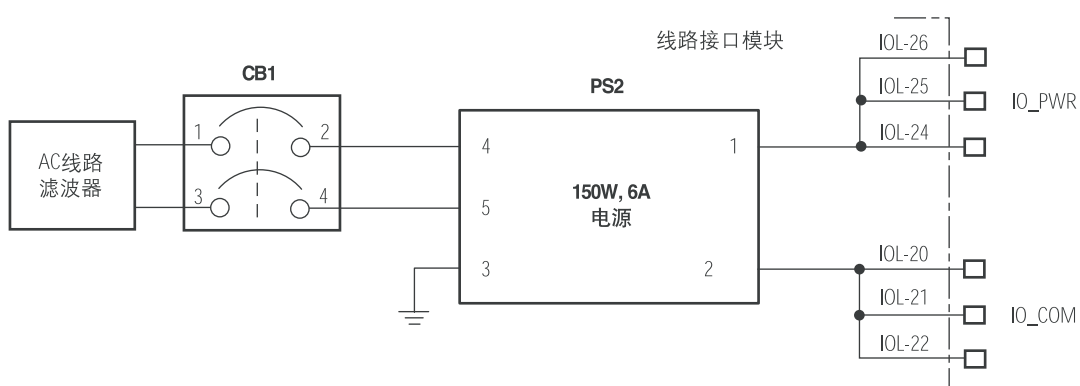 线路接口模块
IOL-26
CB1
PS2
IOL-25
IO_PWR
1
2
4
1
IOL-24
AC线路
滤波器
150W, 6A
电源
3
4
5
3
2
IOL-20
IOL-21
IO_COM
IOL-22